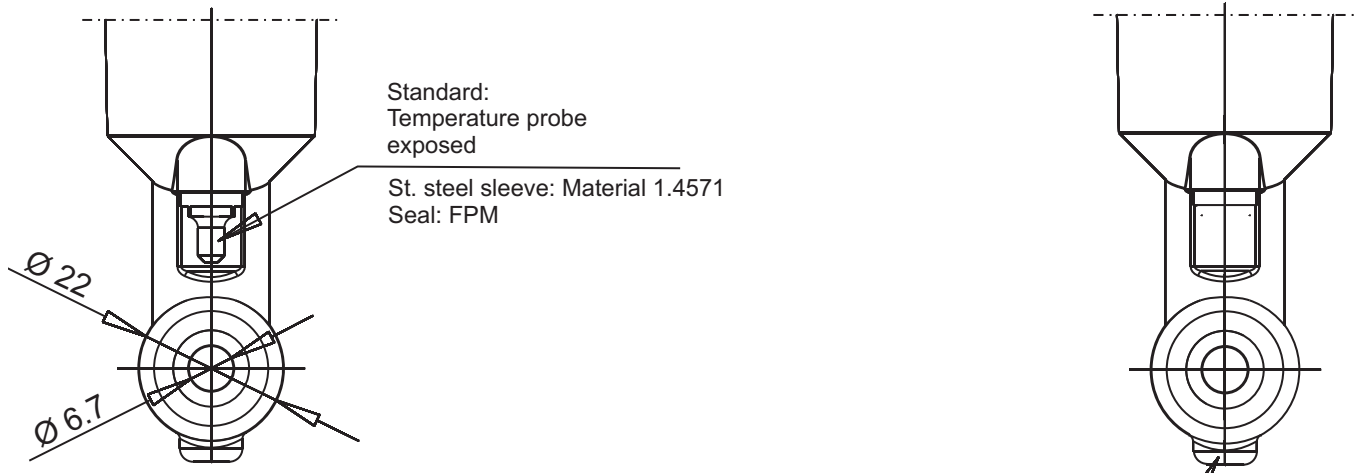 Standard:
Temperature probe
exposed
St. steel sleeve: Material 1.4571
Seal: FPM
Ø 22
Ø 6.7